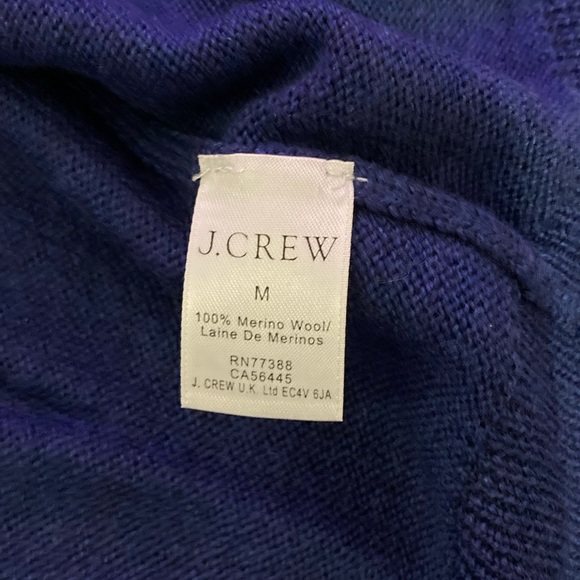 J.CREW
M
100% Merino Wool/
Laine De Merinos
RN77388
CA56445
J. CREW U.K. Ltd EC4V 6JA